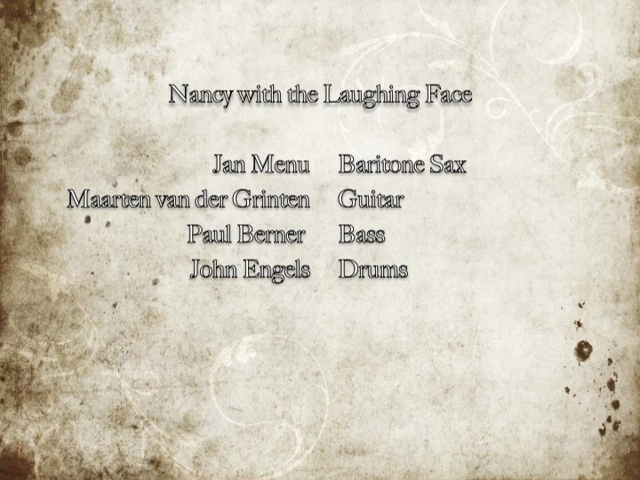 Nancy with the Laughing Face
Jan Menu Baritone Sax
Maarten van der Grinten Guitar
Paul Berner Bass
John Engels Drums